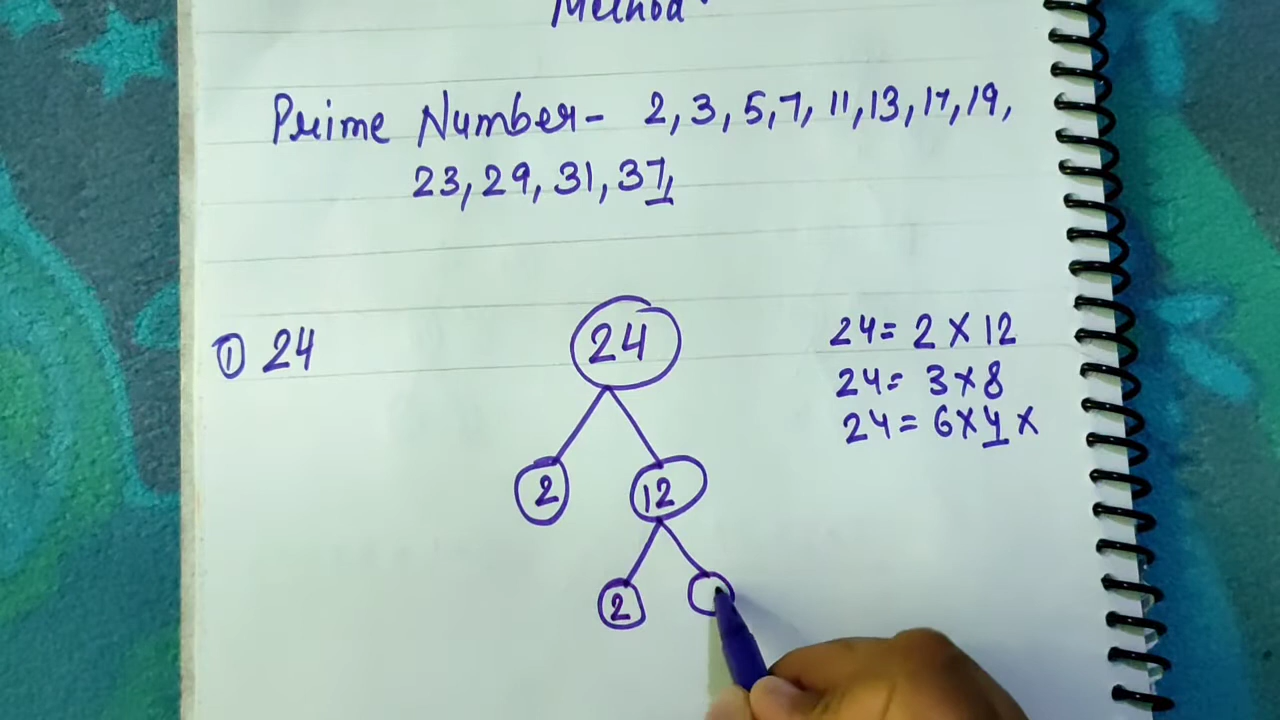 Method
Prime Number- 2, 3, 5, 7, 11, 13, 17, 19,
23, 29, 31, 37,
① 24
24
2 12
2
24= 2 X 12
24= 3 x 8
24= 6 x 4 x